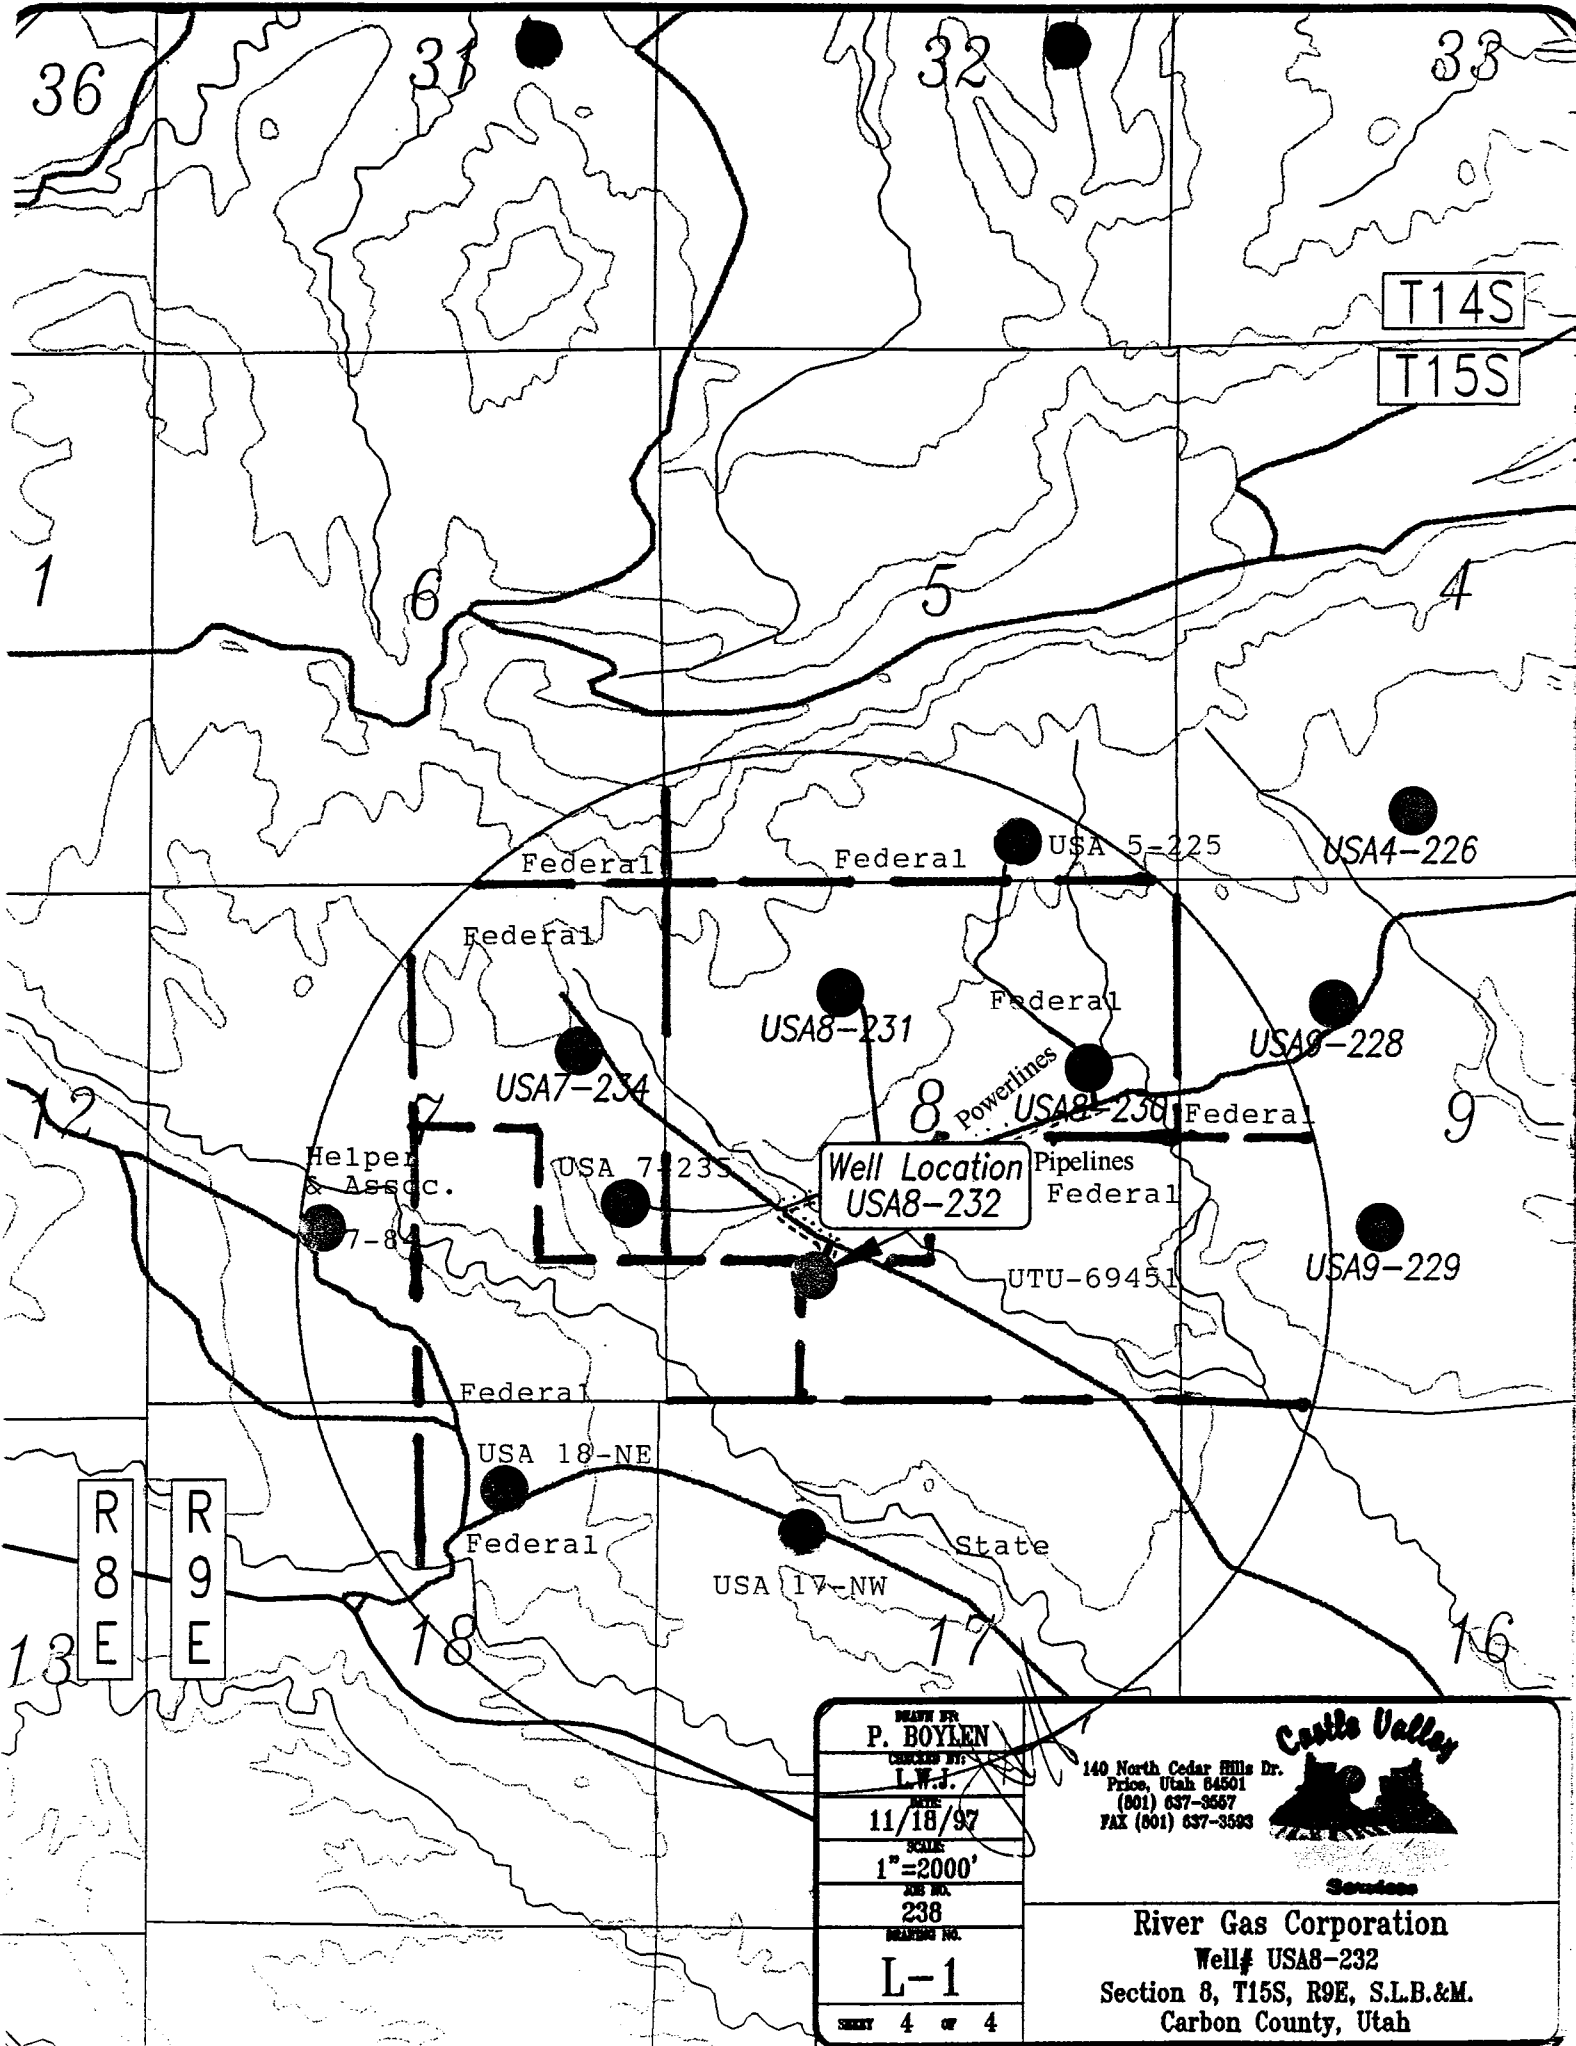 36
31
32
33
T14S
T15S
1
6
5
4
USA 5-225
USA4-226
Federal
Federal
Federal
USA8-231
Federal
USA9-228
USA7-234
Powerlines
USA8-230
Federal
12
7
8
9
Helper
& Assoc.
USA 7-235
Well Location
USA8-232
Pipelines
Federal
7-84
UTU-69451
USA9-229
Federal
USA 18-NE
R
8
E
R
9
E
Federal
State
USA 17-NW
13
18
17
16
DRAWN BY:
P. BOYLEN
CHECKED BY:
L.W.J.
DATE:
11/18/97
SCALE:
1"=2000'
JOB NO.
238
DRAWING NO.
L-1
SHEET 4 OF 4
Castle Valley
140 North Cedar Hills Dr.
Price, Utah 84501
(801) 637-3557
FAX (801) 637-3593
Services
River Gas Corporation
Well# USA8-232
Section 8, T15S, R9E, S.L.B.&M.
Carbon County, Utah